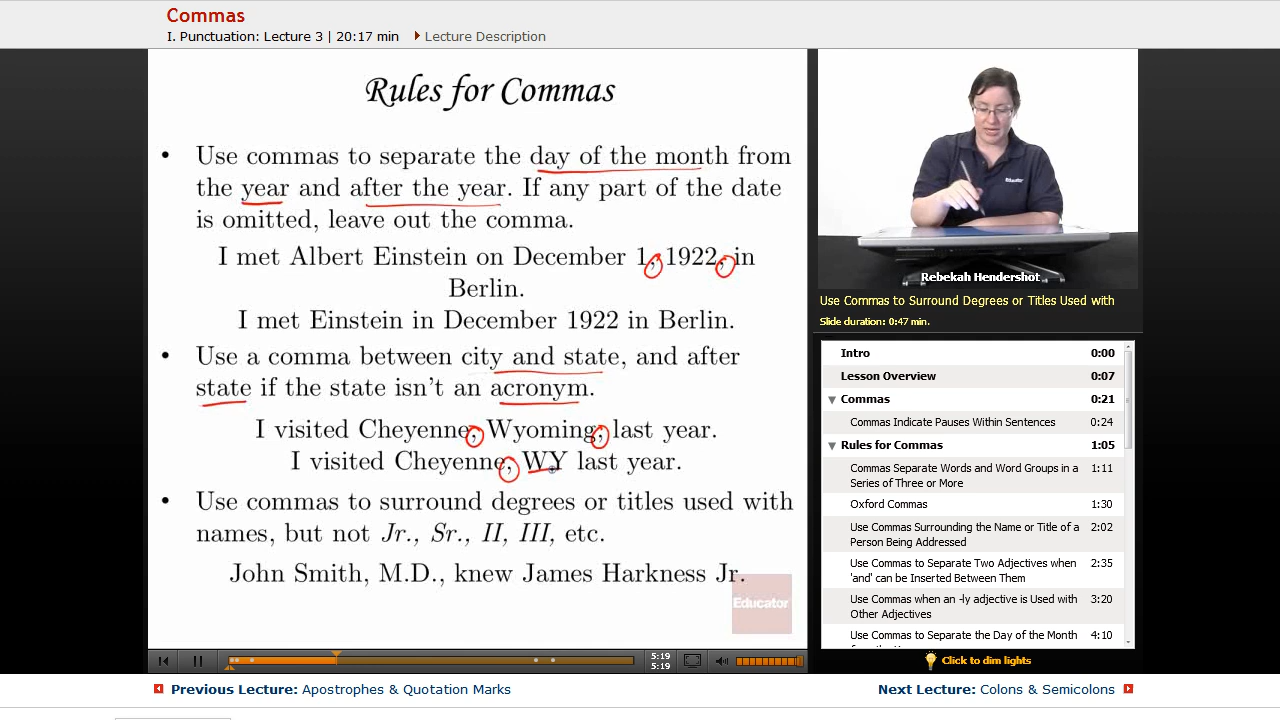 Commas
I. Punctuation: Lecture 3 | 20:17 min
Lecture Description
Rules for Commas
• Use commas to separate the day of the month from
the year and after the year. If any part of the date
is omitted, leave out the comma.
I met Albert Einstein on December 1, 1922, in
Berlin.
I met Einstein in December 1922 in Berlin.
• Use a comma between city and state, and after
state if the state isn't an acronym.
I visited Cheyenne, Wyoming, last year.
I visited Cheyenne, WY last year.
• Use commas to surround degrees or titles used with
names, but not Jr., Sr., II, III, etc.
John Smith, M.D., knew James Harkness Jr.
Educator
5:19
5:19
Educator
Rebekah Hendershot
Use Commas to Surround Degrees or Titles Used with
Slide duration: 0:47 min.
Intro 0:00
Lesson Overview 0:07
Commas 0:21
Commas Indicate Pauses Within Sentences 0:24
Rules for Commas 1:05
Commas Separate Words and Word Groups in a 1:11
Series of Three or More
Oxford Commas 1:30
Use Commas Surrounding the Name or Title of a 2:02
Person Being Addressed
Use Commas to Separate Two Adjectives when 2:35
'and' can be Inserted Between Them
Use Commas when an -ly adjective is Used with 3:20
Other Adjectives
Use Commas to Separate the Day of the Month 4:10
Click to dim lights
Previous Lecture: Apostrophes & Quotation Marks
Next Lecture: Colons & Semicolons